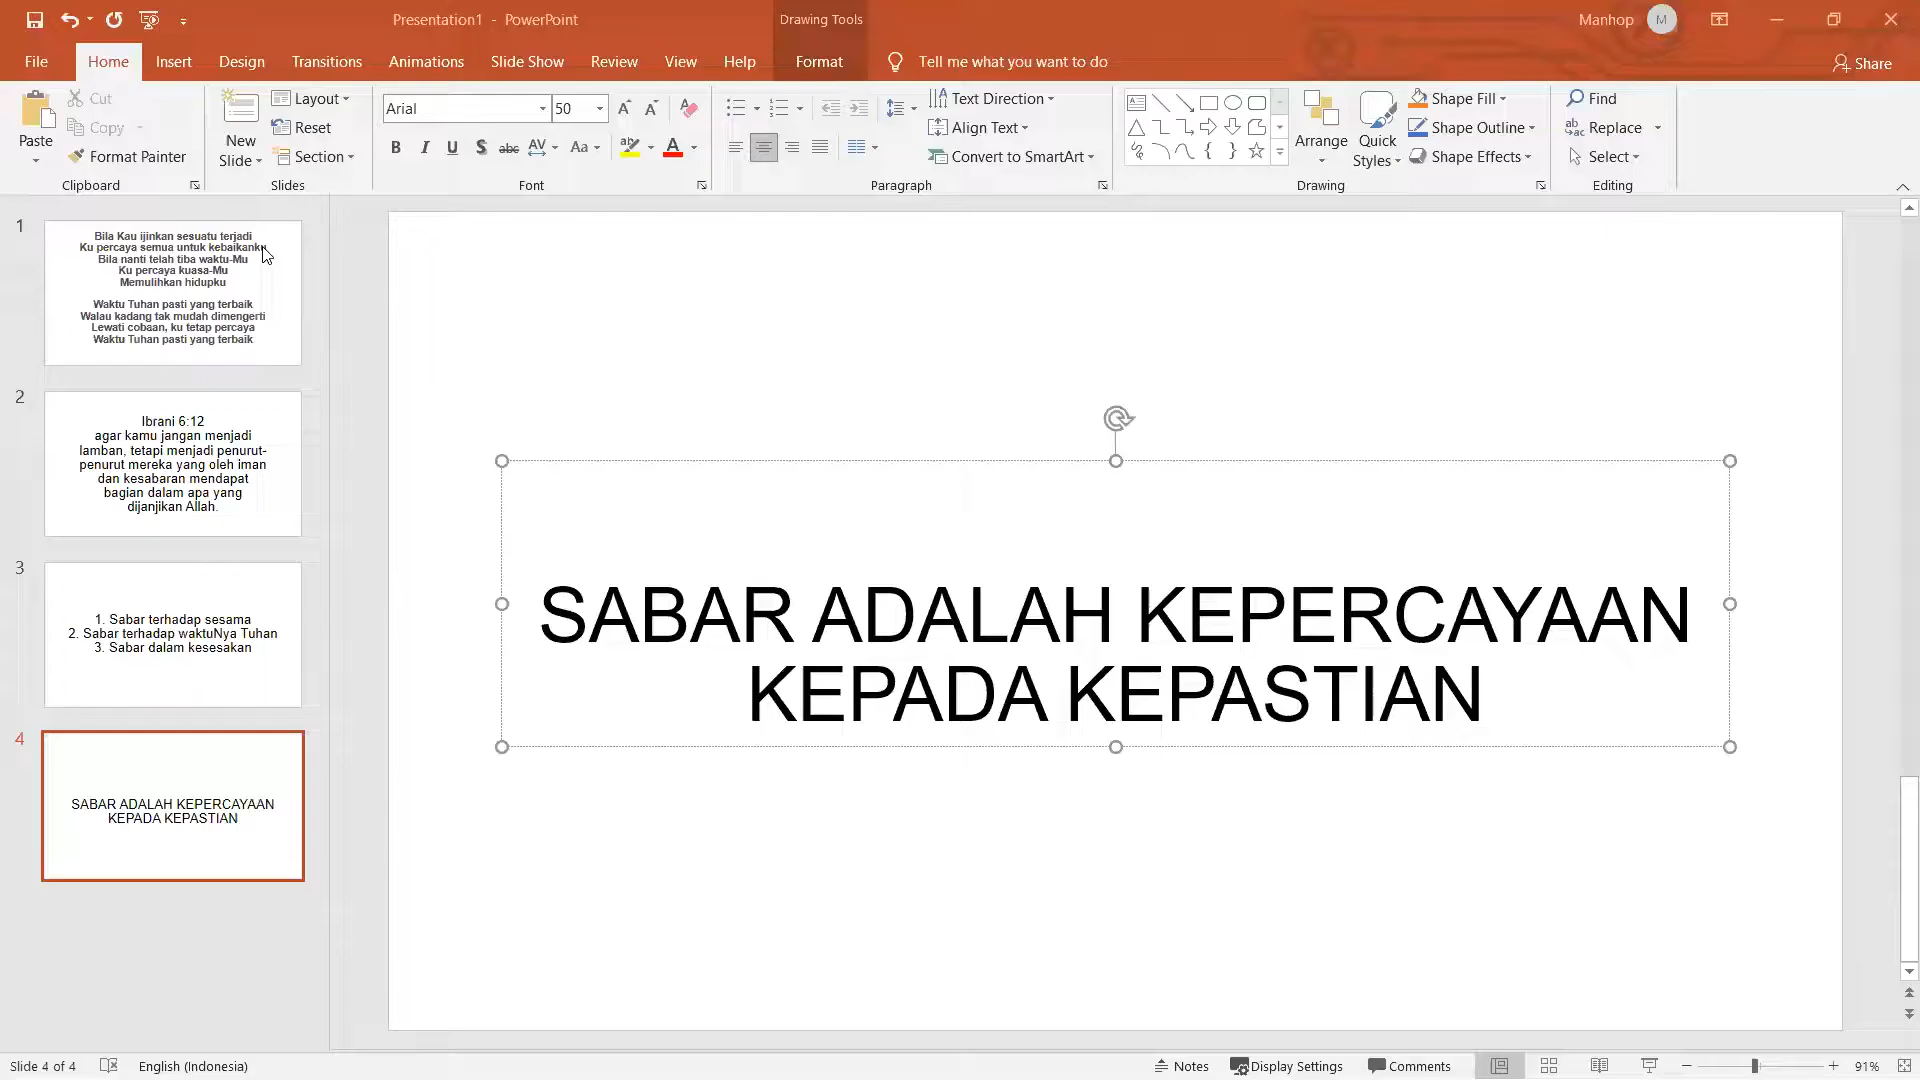 Presentation1 - PowerPoint
Drawing Tools
Manhop
M
File
Home
Insert
Design
Transitions
Animations
Slide Show
Review
View
Help
Format
Tell me what you want to do
Share
Paste
Cut
Copy
Format Painter
Clipboard
New
Slide
Layout
Reset
Section
Slides
Arial
50
B I U S abc AV Aa A
Font
Text Direction
Align Text
Convert to SmartArt
Paragraph
Arrange
Quick
Styles
Shape Fill
Shape Outline
Shape Effects
Drawing
Find
Replace
Select
Editing
1
Bila Kau ijinkan sesuatu terjadi
Ku percaya semua untuk kebaikanku
Bila nanti telah tiba waktu-Mu
Ku percaya kuasa-Mu
Memulihkan hidupku
Waktu Tuhan pasti yang terbaik
Walau kadang tak mudah dimengerti
Lewati cobaan, ku tetap percaya
Waktu Tuhan pasti yang terbaik
2
Ibrani 6:12
agar kamu jangan menjadi
lamban, tetapi menjadi penurut-
penurut mereka yang oleh iman
dan kesabaran mendapat
bagian dalam apa yang
dijanjikan Allah.
3
1. Sabar terhadap sesama
2. Sabar terhadap waktuNya Tuhan
3. Sabar dalam kesesakan
4
SABAR ADALAH KEPERCAYAAN
KEPADA KEPASTIAN
SABAR ADALAH KEPERCAYAAN
KEPADA KEPASTIAN
Slide 4 of 4
English (Indonesia)
Notes
Display Settings
Comments
91%